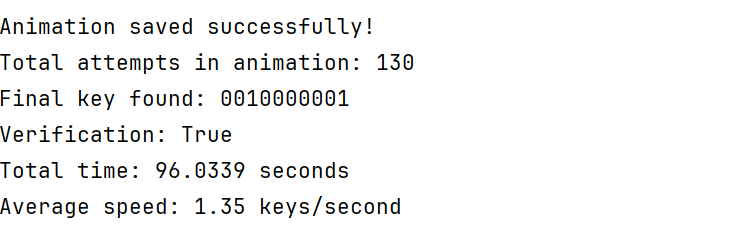 Animation saved successfully!
Total attempts in animation: 130
Final key found: 0010000001
Verification: True
Total time: 96.0339 seconds
Average speed: 1.35 keys/second